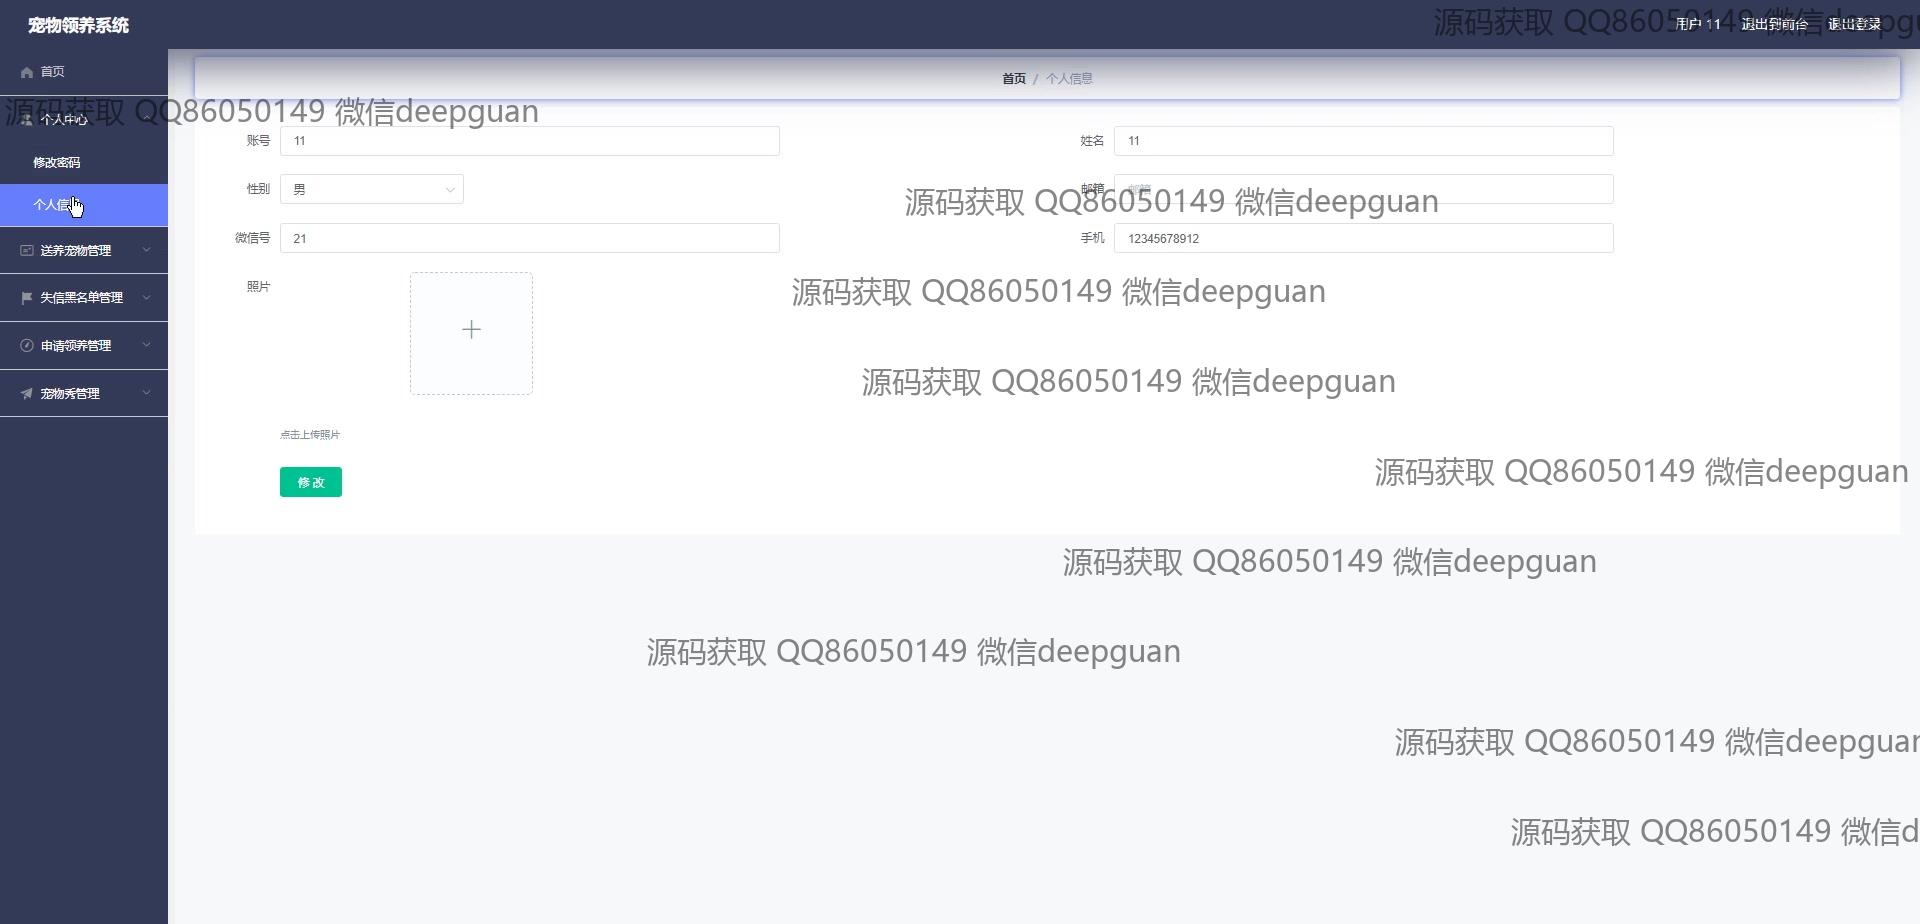 宠物领养系统
源码获取 QQ86050149 微信deepgu
用户 11 退出到前台 退出登录
首页
首页 / 个人信息
源码获取 QQ86050149 微信deepguan
个人中心
账号 11
姓名 11
修改密码
性别 男
邮箱 邮箱
源码获取 QQ86050149 微信deepguan
个人信
微信号 21
手机 12345678912
送养宠物管理
照片
源码获取 QQ86050149 微信deepguan
失信黑名单管理
申请领养管理
源码获取 QQ86050149 微信deepguan
宠物秀管理
点击上传照片
源码获取 QQ86050149 微信deepguan
修改
源码获取 QQ86050149 微信deepguan
源码获取 QQ86050149 微信deepguan
源码获取 QQ86050149 微信deepguan
源码获取 QQ86050149 微信d